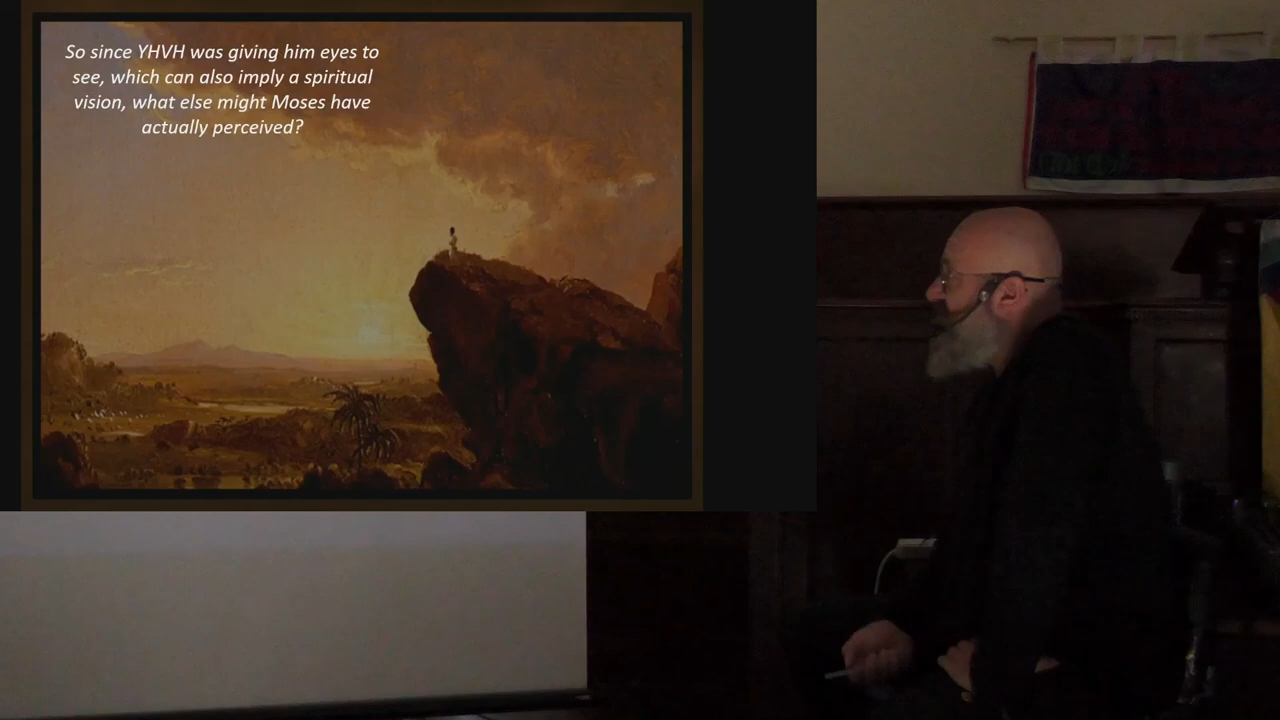 So since YHVH was giving him eyes to
see, which can also imply a spiritual
vision, what else might Moses have
actually perceived?